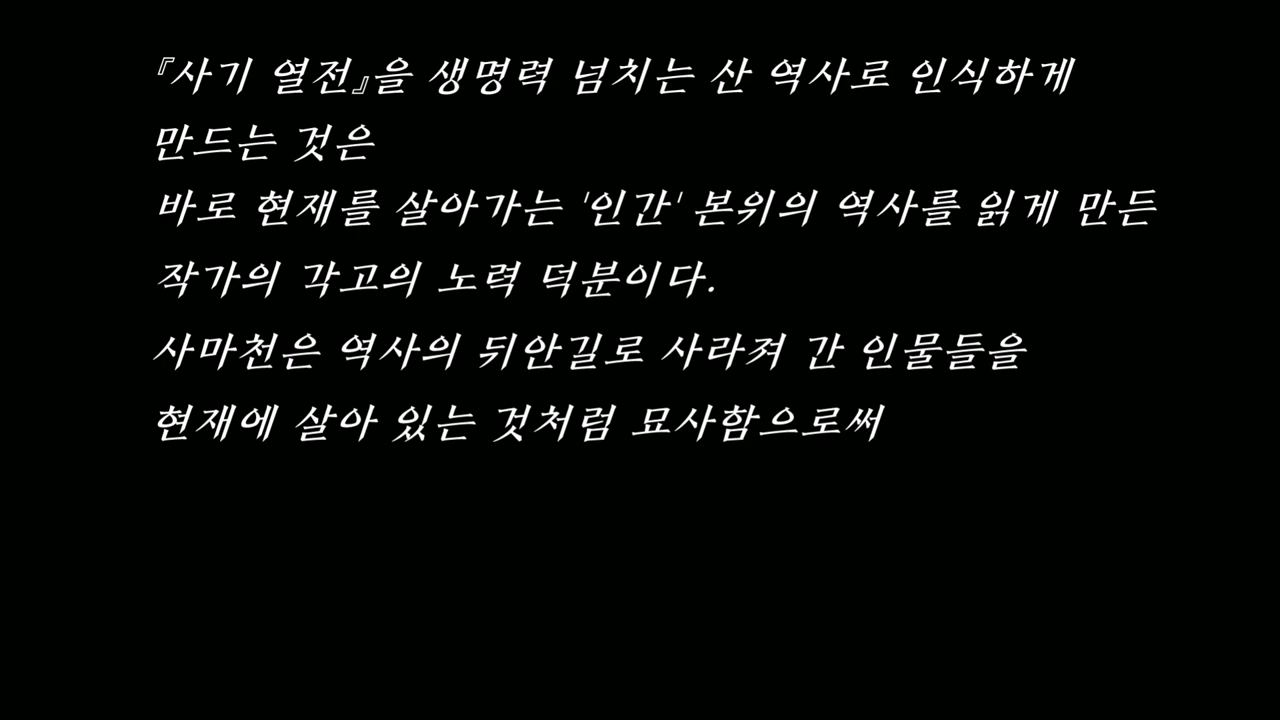 『사기 열전』을 생명력 넘치는 산 역사로 인식하게
만드는 것은
바로 현재를 살아가는 '인간' 본위의 역사를 읽게 만든
작가의 각고의 노력 덕분이다.
사마천은 역사의 뒤안길로 사라져 간 인물들을
현재에 살아 있는 것처럼 묘사함으로써